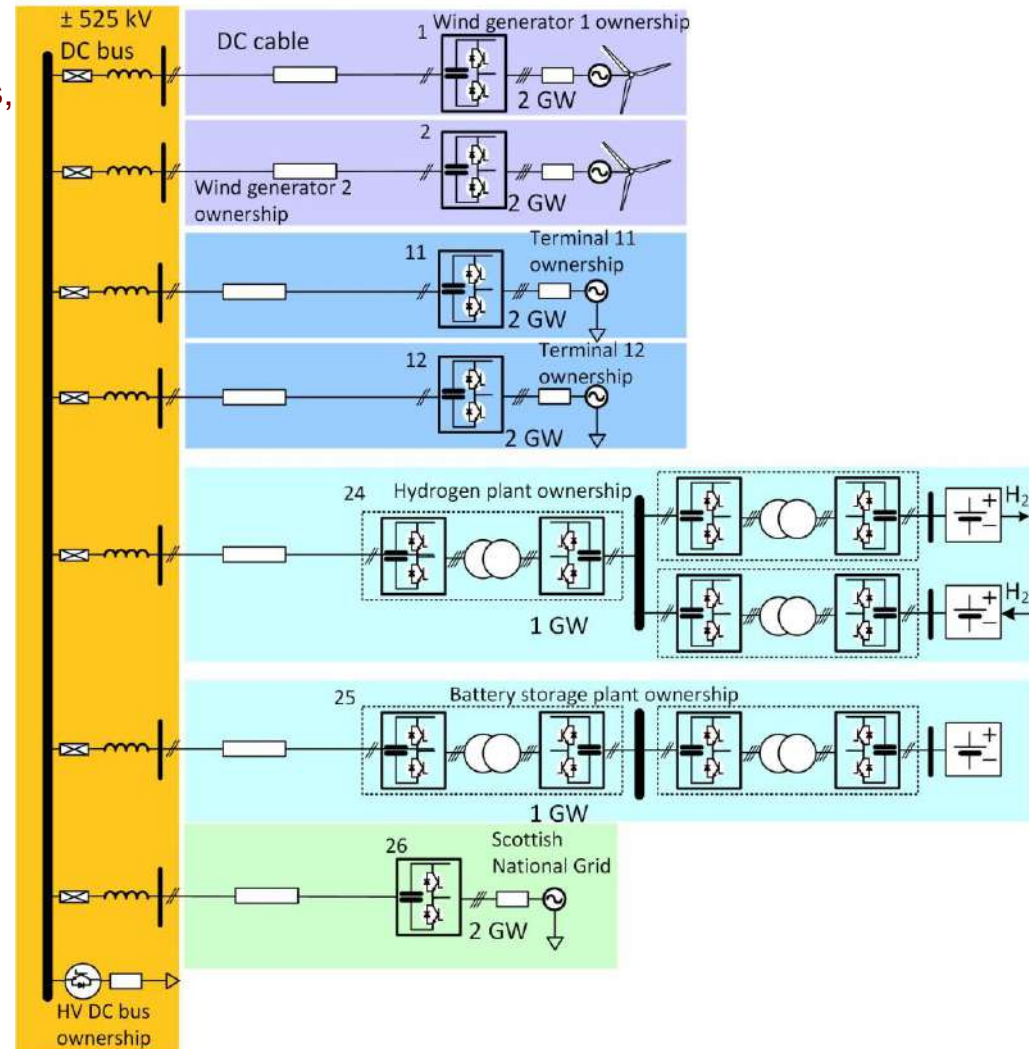 ± 525 kV
DC bus
s,
DC cable
1
Wind generator 1 ownership
2 GW
2
Wind generator 2
ownership
2 GW
11
Terminal 11
ownership
2 GW
12
Terminal 12
ownership
2 GW
24
Hydrogen plant ownership
1 GW
+
−
H2
+
−
H2
25
Battery storage plant ownership
1 GW
+
−
26
Scottish
National Grid
2 GW
HV DC bus
ownership